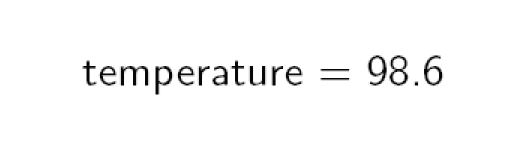 temperature = 98.6